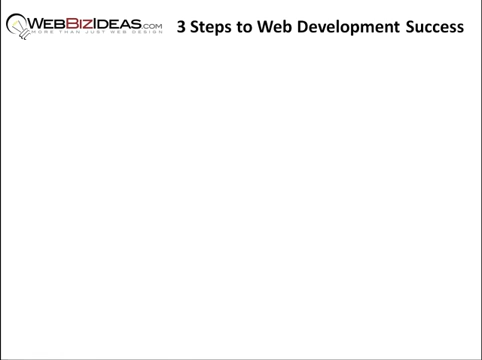 WEBBIZIDEAS.COM
MORE THAN JUST WEB DESIGN
3 Steps to Web Development Success